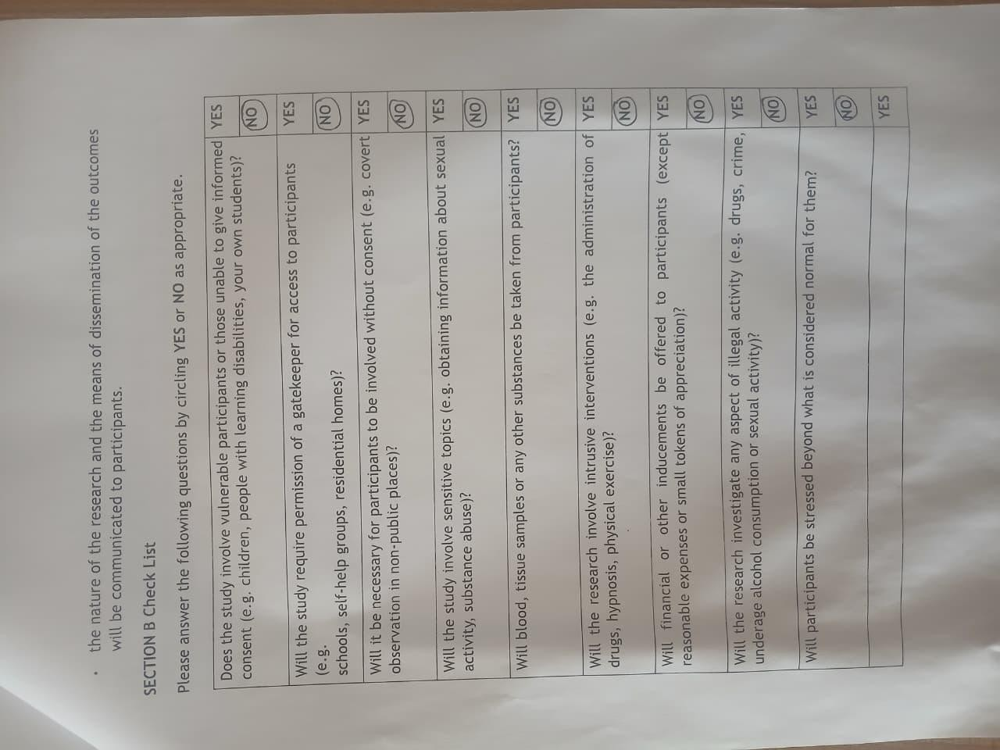 • the nature of the research and the means of dissemination of the outcomes
will be communicated to participants.
SECTION B Check List
Please answer the following questions by circling YES or NO as appropriate.
Does the study involve vulnerable participants or those unable to give informed YES
consent (e.g. children, people with learning disabilities, your own students)?
NO
Will the study require permission of a gatekeeper for access to participants YES
(e.g.
NO
schools, self-help groups, residential homes)?
Will it be necessary for participants to be involved without consent (e.g. covert YES
observation in non-public places)?
NO
Will the study involve sensitive topics (e.g. obtaining information about sexual YES
activity, substance abuse)?
NO
Will blood, tissue samples or any other substances be taken from participants? YES
NO
Will the research involve intrusive interventions (e.g. the administration of YES
drugs, hypnosis, physical exercise)?
NO
Will financial or other inducements be offered to participants (except YES
reasonable expenses or small tokens of appreciation)?
NO
Will the research investigate any aspect of illegal activity (e.g. drugs, crime, YES
underage alcohol consumption or sexual activity)?
NO
Will participants be stressed beyond what is considered normal for them? YES
NO
YES